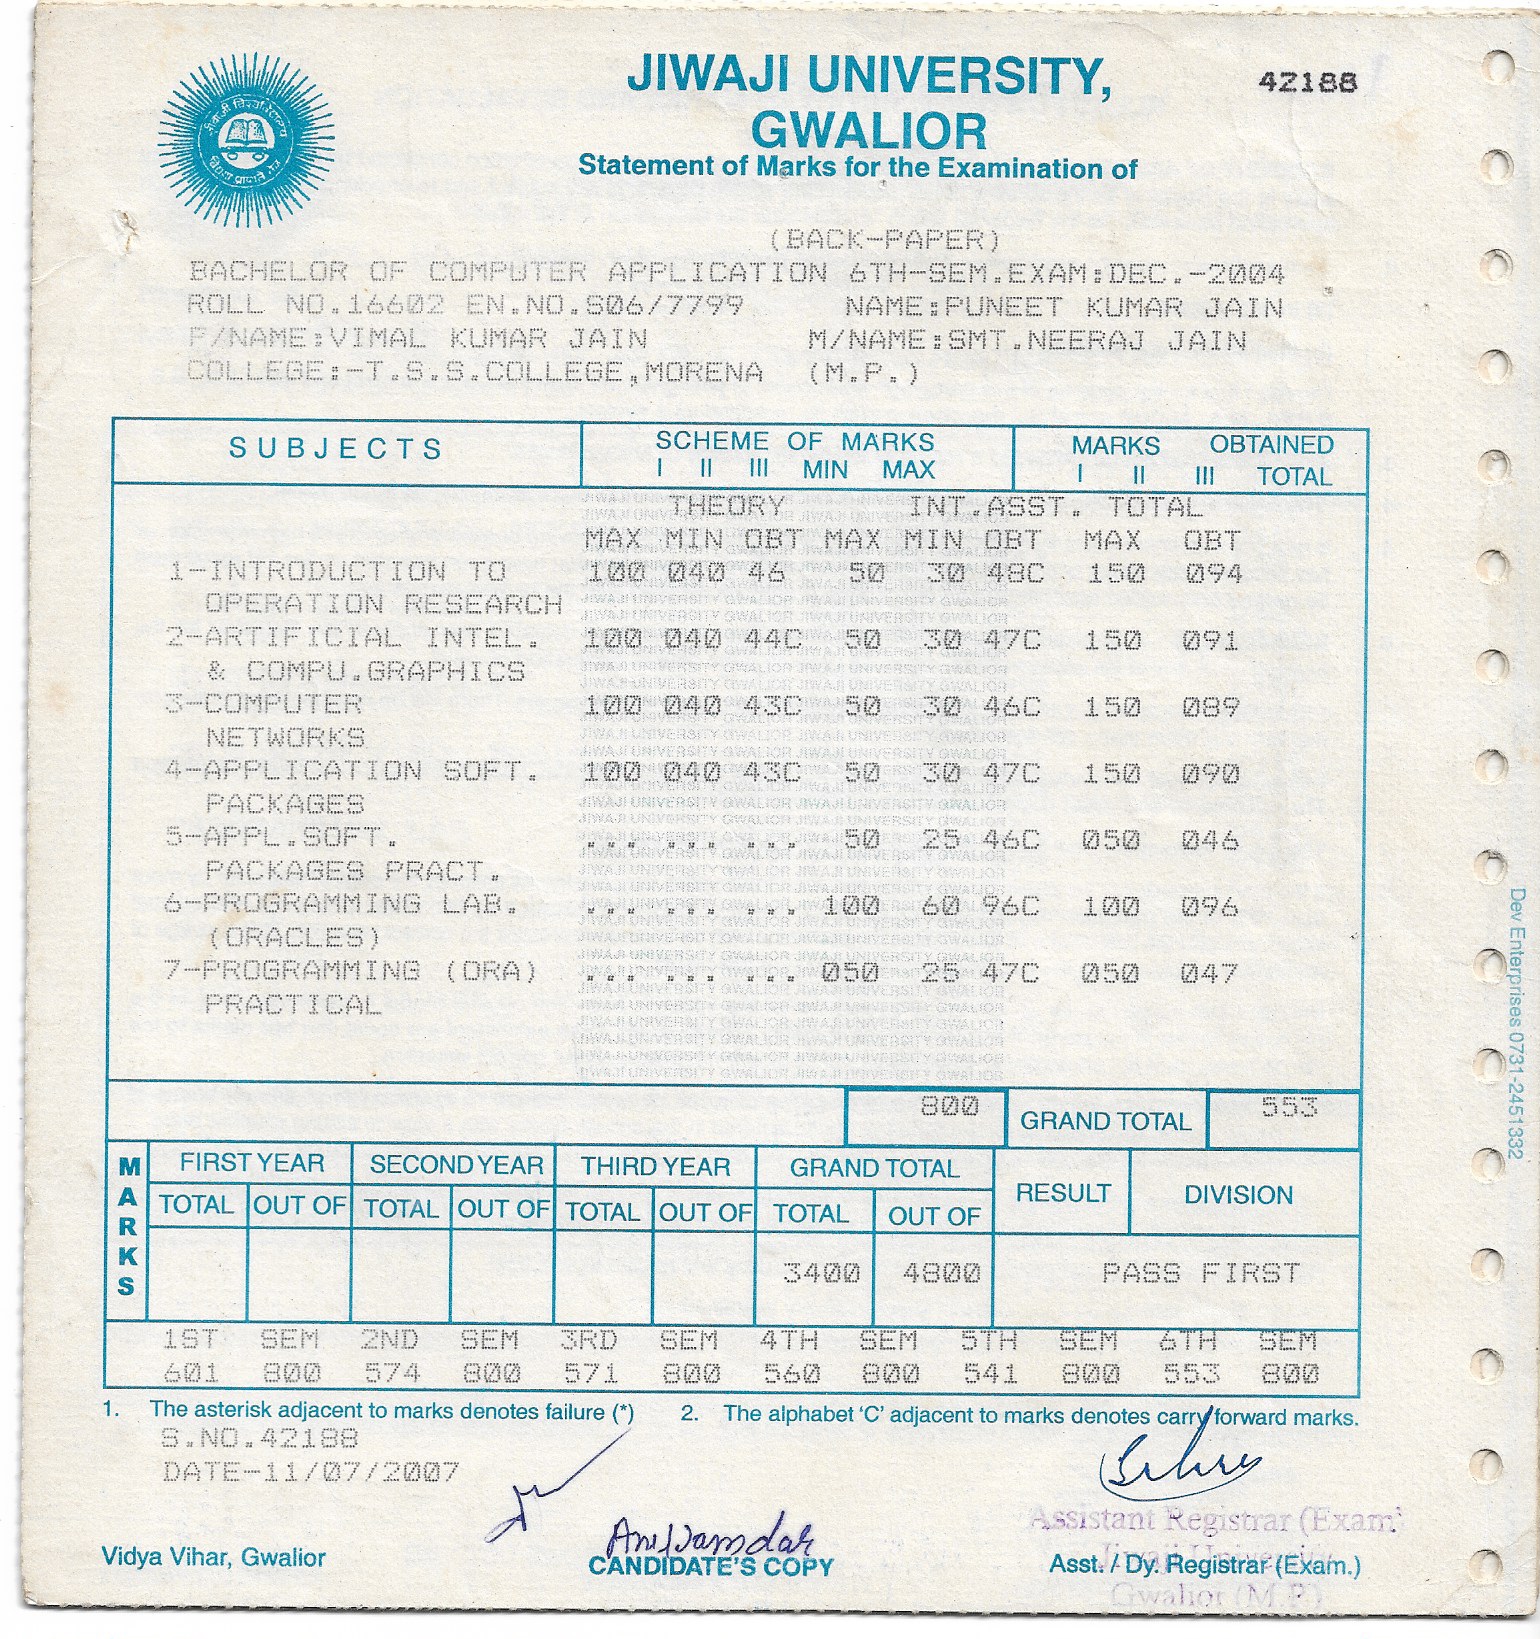 जीवाजी विश्वविद्यालय
JIWAJI UNIVERSITY,
GWALIOR
42188
Statement of Marks for the Examination of
(BACK-PAPER)
BACHELOR OF COMPUTER APPLICATION 6TH-SEM.EXAM:DEC.-2004
ROLL NO.16602 EN.NO.S06/7799 NAME:PUNEET KUMAR JAIN
F/NAME:VIMAL KUMAR JAIN M/NAME:SMT.NEERAJ JAIN
COLLEGE:-T.S.S.COLLEGE,MORENA (M.P.)
SUBJECTS SCHEME OF MARKS MARKS OBTAINED
I II III MIN MAX I II III TOTAL
THEORY INT.ASST. TOTAL
MAX MIN OBT MAX MIN OBT MAX OBT
1-INTRODUCTION TO 100 040 46 50 30 48C 150 094
OPERATION RESEARCH
2-ARTIFICIAL INTEL. 100 040 44C 50 30 47C 150 091
& COMPU.GRAPHICS
3-COMPUTER 100 040 43C 50 30 46C 150 089
NETWORKS
4-APPLICATION SOFT. 100 040 43C 50 30 47C 150 090
PACKAGES
5-APPL.SOFT. ... ... ... 50 25 46C 050 046
PACKAGES PRACT.
6-PROGRAMMING LAB. ... ... ... 100 60 96C 100 096
(ORACLES)
7-PROGRAMMING (ORA) ... ... ... 050 25 47C 050 047
PRACTICAL
800 GRAND TOTAL 553
MARKS
FIRST YEAR SECOND YEAR THIRD YEAR GRAND TOTAL RESULT DIVISION
TOTAL OUT OF TOTAL OUT OF TOTAL OUT OF TOTAL OUT OF
3400 4800 PASS FIRST
1ST SEM 2ND SEM 3RD SEM 4TH SEM 5TH SEM 6TH SEM
601 800 574 800 571 800 560 800 541 800 553 800
1. The asterisk adjacent to marks denotes failure (*) 2. The alphabet 'C' adjacent to marks denotes carry forward marks.
S.NO.42188
DATE-11/07/2007
Assistant Registrar (Exam)
Jiwaji University
Gwalior (M.P)
Vidya Vihar, Gwalior
CANDIDATE'S COPY
Asst. / Dy. Registrar (Exam.)
Dev Enterprises 0731-2451332